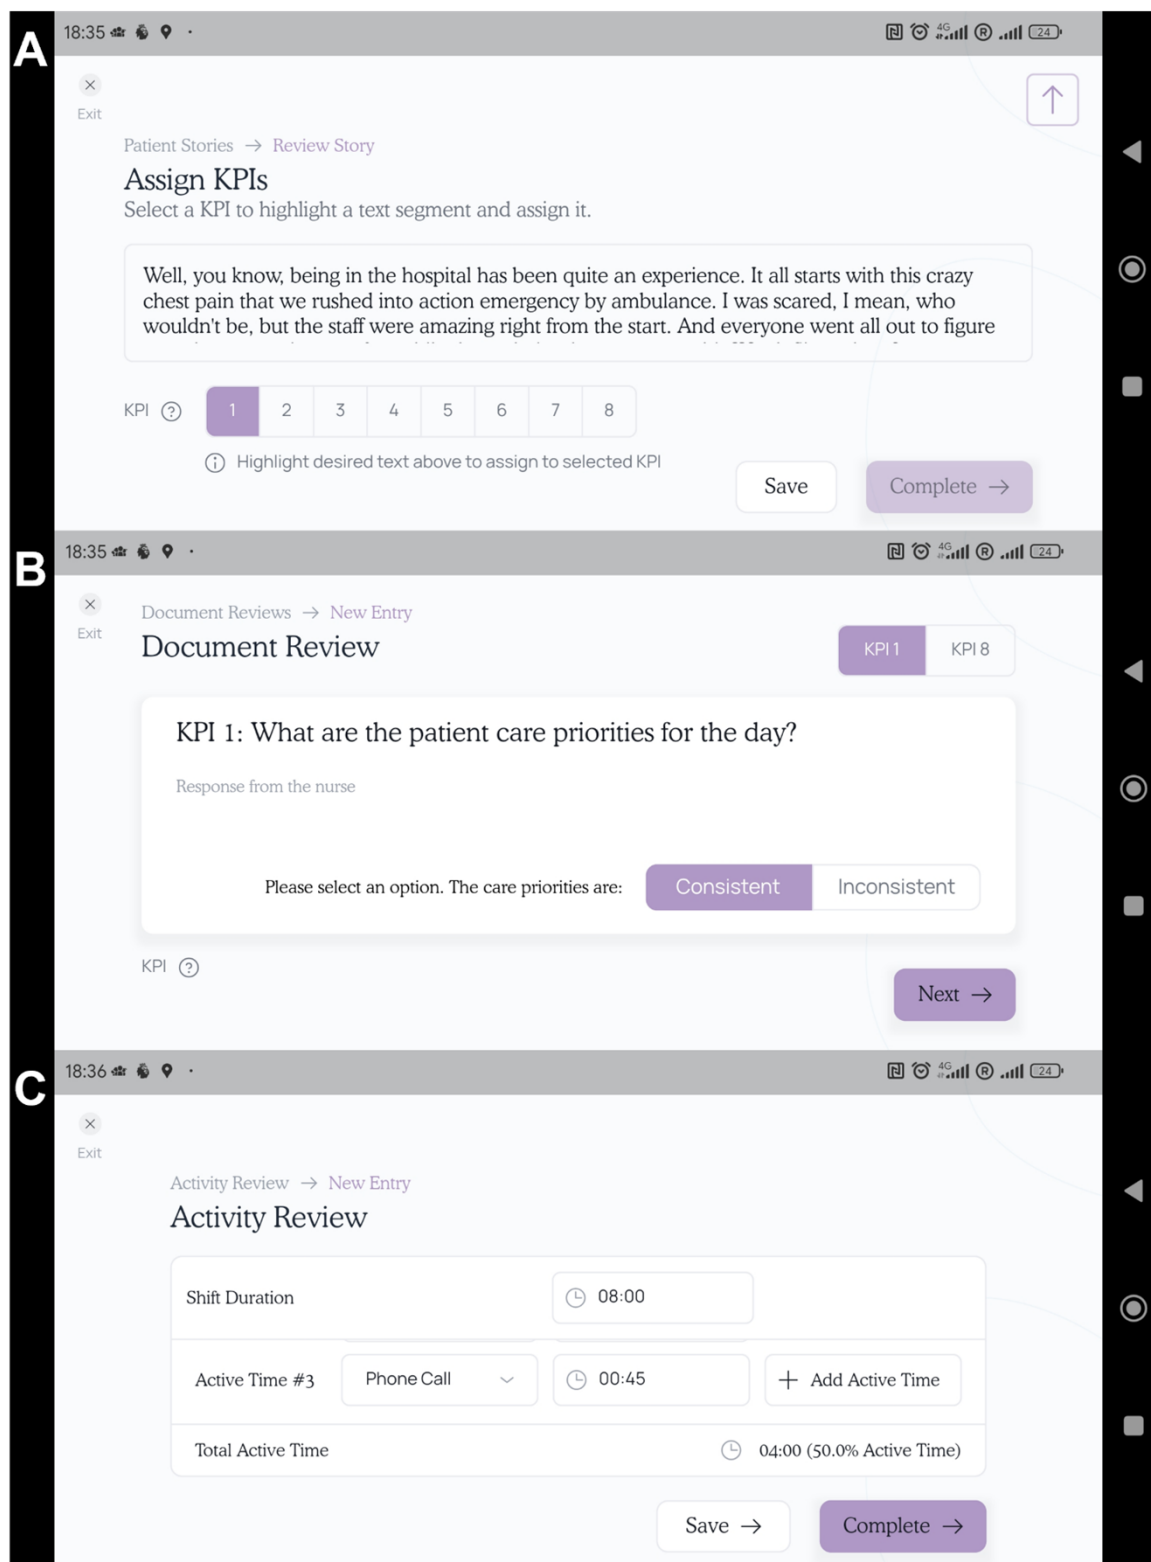 A
18:35
4G
R
24
Exit
Patient Stories → Review Story
Assign KPIs
Select a KPI to highlight a text segment and assign it.
Well, you know, being in the hospital has been quite an experience. It all starts with this crazy
chest pain that we rushed into action emergency by ambulance. I was scared, I mean, who
wouldn't be, but the staff were amazing right from the start. And everyone went all out to figure
KPI ?
1 2 3 4 5 6 7 8
Highlight desired text above to assign to selected KPI
Save
Complete →
B
18:35
4G
R
24
Exit
Document Reviews → New Entry
Document Review
KPI 1 KPI 8
KPI 1: What are the patient care priorities for the day?
Response from the nurse
Please select an option. The care priorities are: Consistent Inconsistent
KPI ?
Next →
C
18:36
4G
R
24
Exit
Activity Review → New Entry
Activity Review
Shift Duration 08:00
Active Time #3 Phone Call 00:45 + Add Active Time
Total Active Time 04:00 (50.0% Active Time)
Save → Complete →